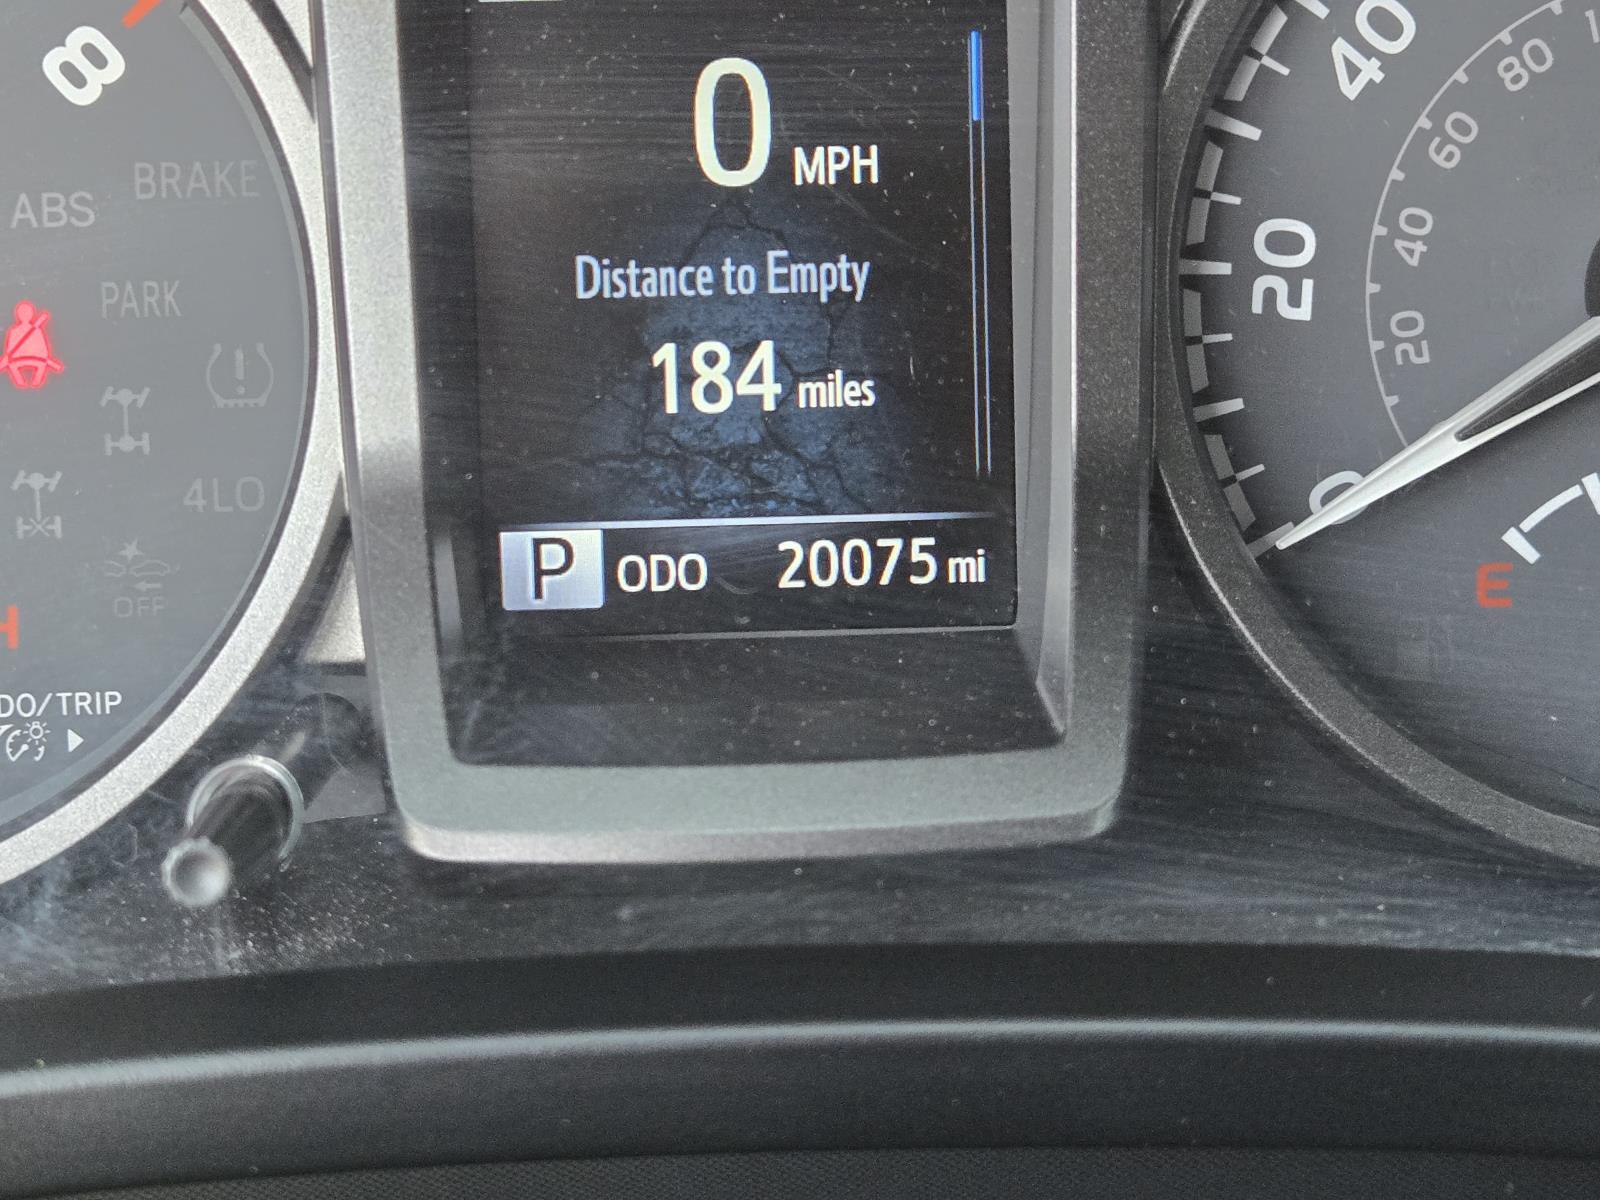 8
BRAKE
ABS
PARK
4LO
OFF
H
DO/TRIP
0 MPH
Distance to Empty
184 miles
P ODO 20075 mi
40
20
0
80
60
40
20
E